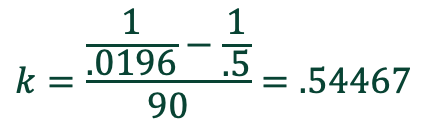 k = (1/.0196 − 1/.5)/90 = .54467